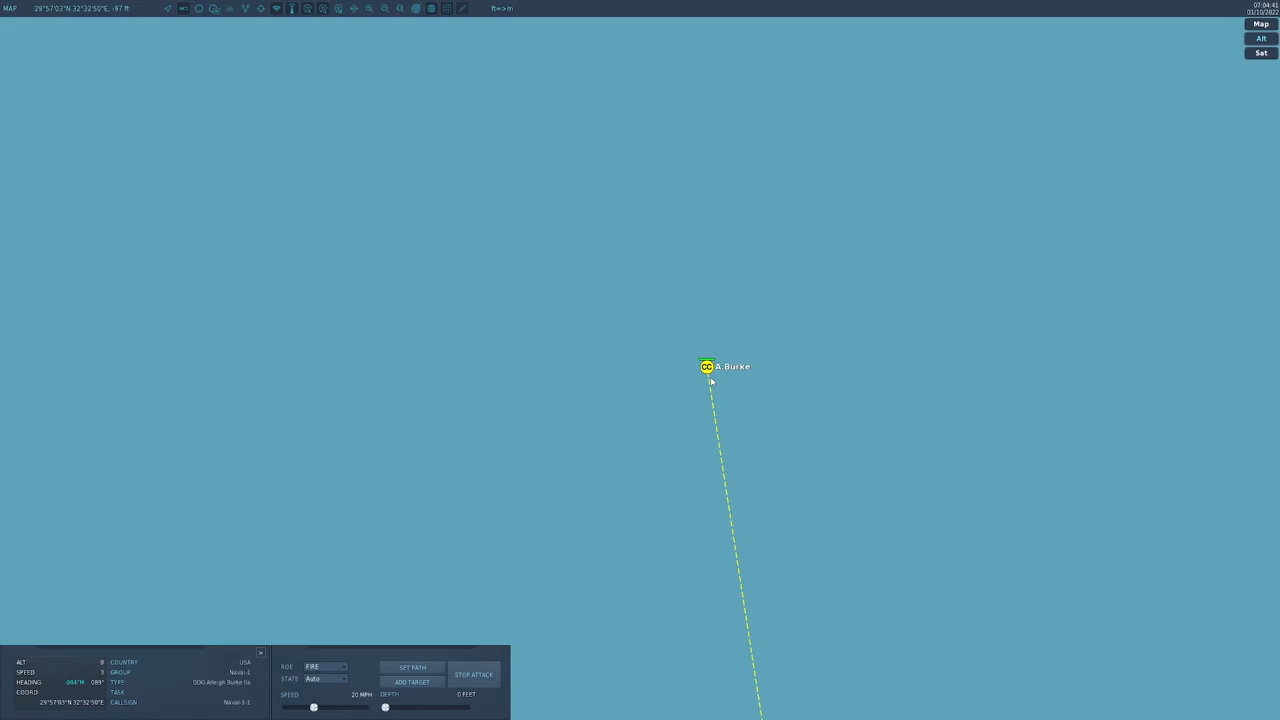 MAP 29°57'03"N 32°32'50"E, -97 ft ft=>m 07:04:41
01/10/2022
Map
Alt
Sat
CC A.Burke
>
ALT 0 COUNTRY USA
SPEED 3 GROUP Naval-1
HEADING 084°M 089° TYPE DDG Arleigh Burke IIa
COORD TASK
29°57'03"N 32°32'50"E CALLSIGN Naval-1-1
ROE FIRE SET PATH
STATE Auto ADD TARGET STOP ATTACK
SPEED 20 MPH DEPTH 0 FEET